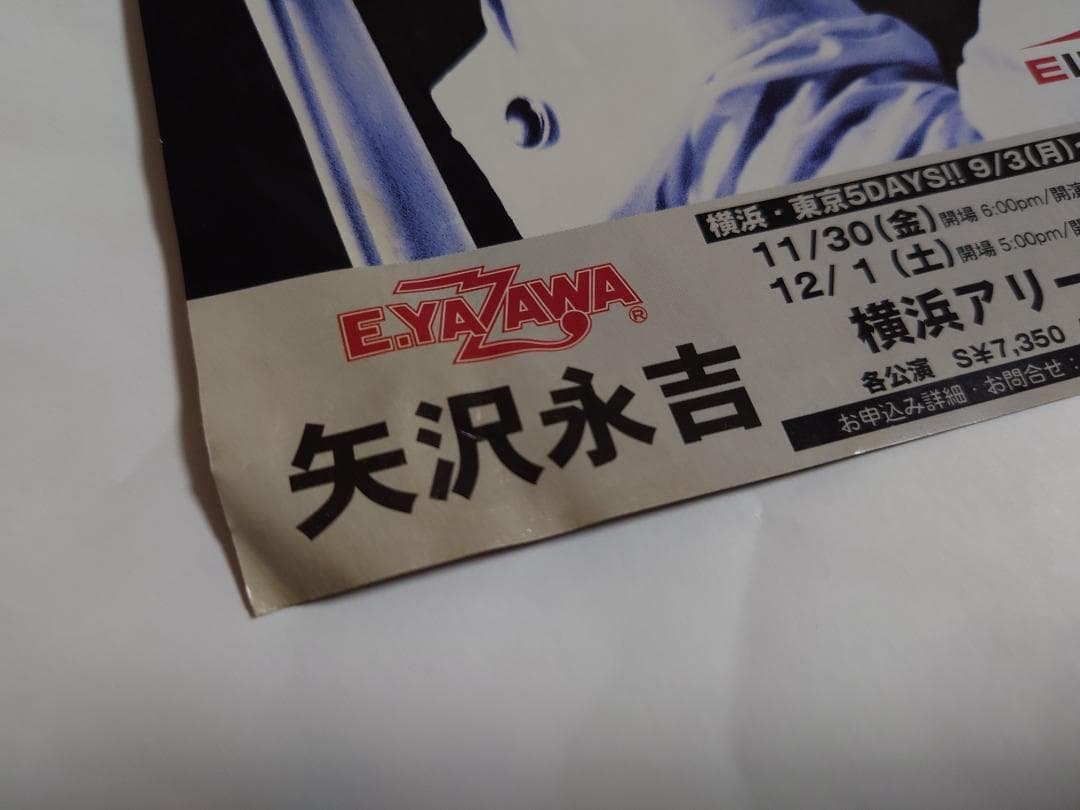 横浜・東京5DAYS!! 9/3(月)
11/30(金) 開場 6:00pm/開演
12/ 1 (土) 開場 5:00pm/開
横浜アリー
各公演 S¥7,350
お申込み詳細・お問合せ:
E.YAZAWA®
矢沢永吉